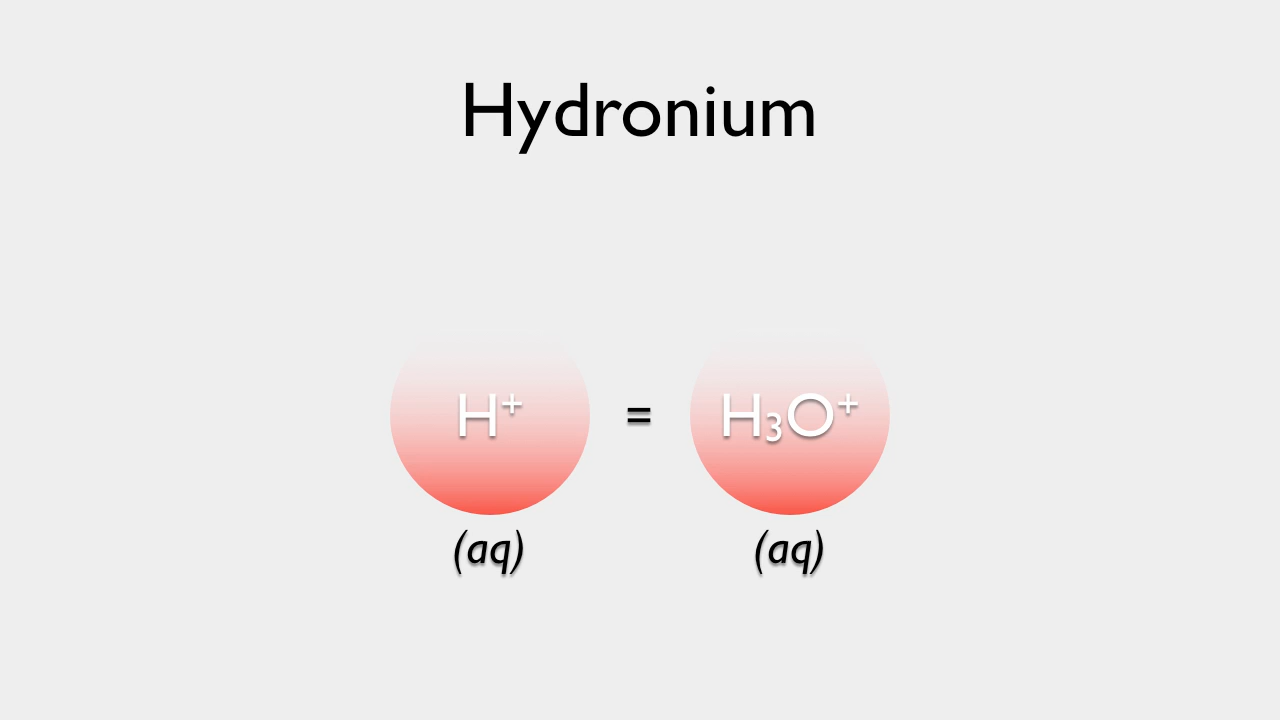 Hydronium
H⁺ = H₃O⁺
(aq) (aq)